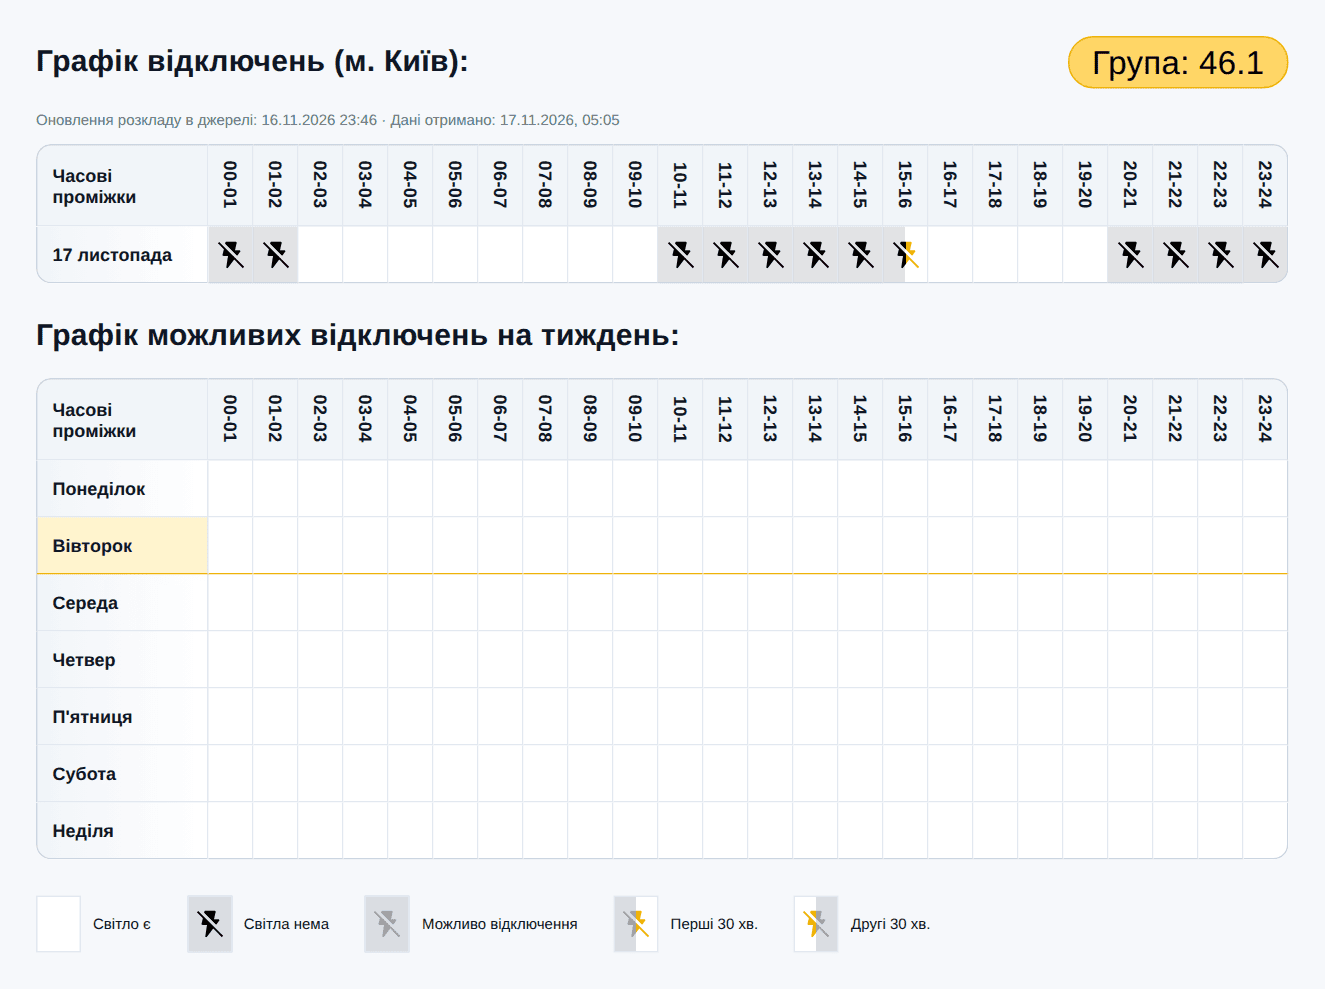 Графік відключень (м. Київ):
Група: 46.1
Оновлення розкладу в джерелі: 16.11.2026 23:46 · Дані отримано: 17.11.2026, 05:05
Часові проміжки 00-01 01-02 02-03 03-04 04-05 05-06 06-07 07-08 08-09 09-10 10-11 11-12 12-13 13-14 14-15 15-16 16-17 17-18 18-19 19-20 20-21 21-22 22-23 23-24
17 листопада
Графік можливих відключень на тиждень:
Часові проміжки 00-01 01-02 02-03 03-04 04-05 05-06 06-07 07-08 08-09 09-10 10-11 11-12 12-13 13-14 14-15 15-16 16-17 17-18 18-19 19-20 20-21 21-22 22-23 23-24
Понеділок
Вівторок
Середа
Четвер
П'ятниця
Субота
Неділя
Світло є Світла нема Можливо відключення Перші 30 хв. Другі 30 хв.